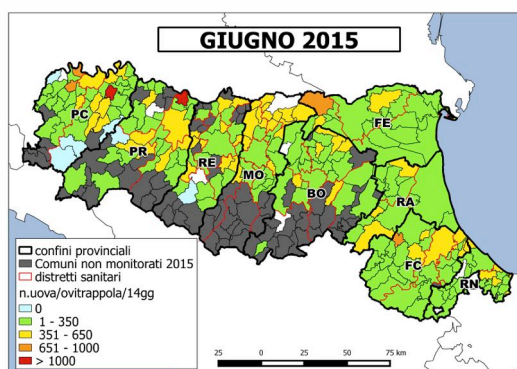 GIUGNO 2015
PC
PR
RE
MO
BO
FE
RA
FC
RN
confini provinciali
Comuni non monitorati 2015
distretti sanitari
n.uova/ovitrappola/14gg
0
1 - 350
351 - 650
651 - 1000
> 1000
25 0 25 50 75 km